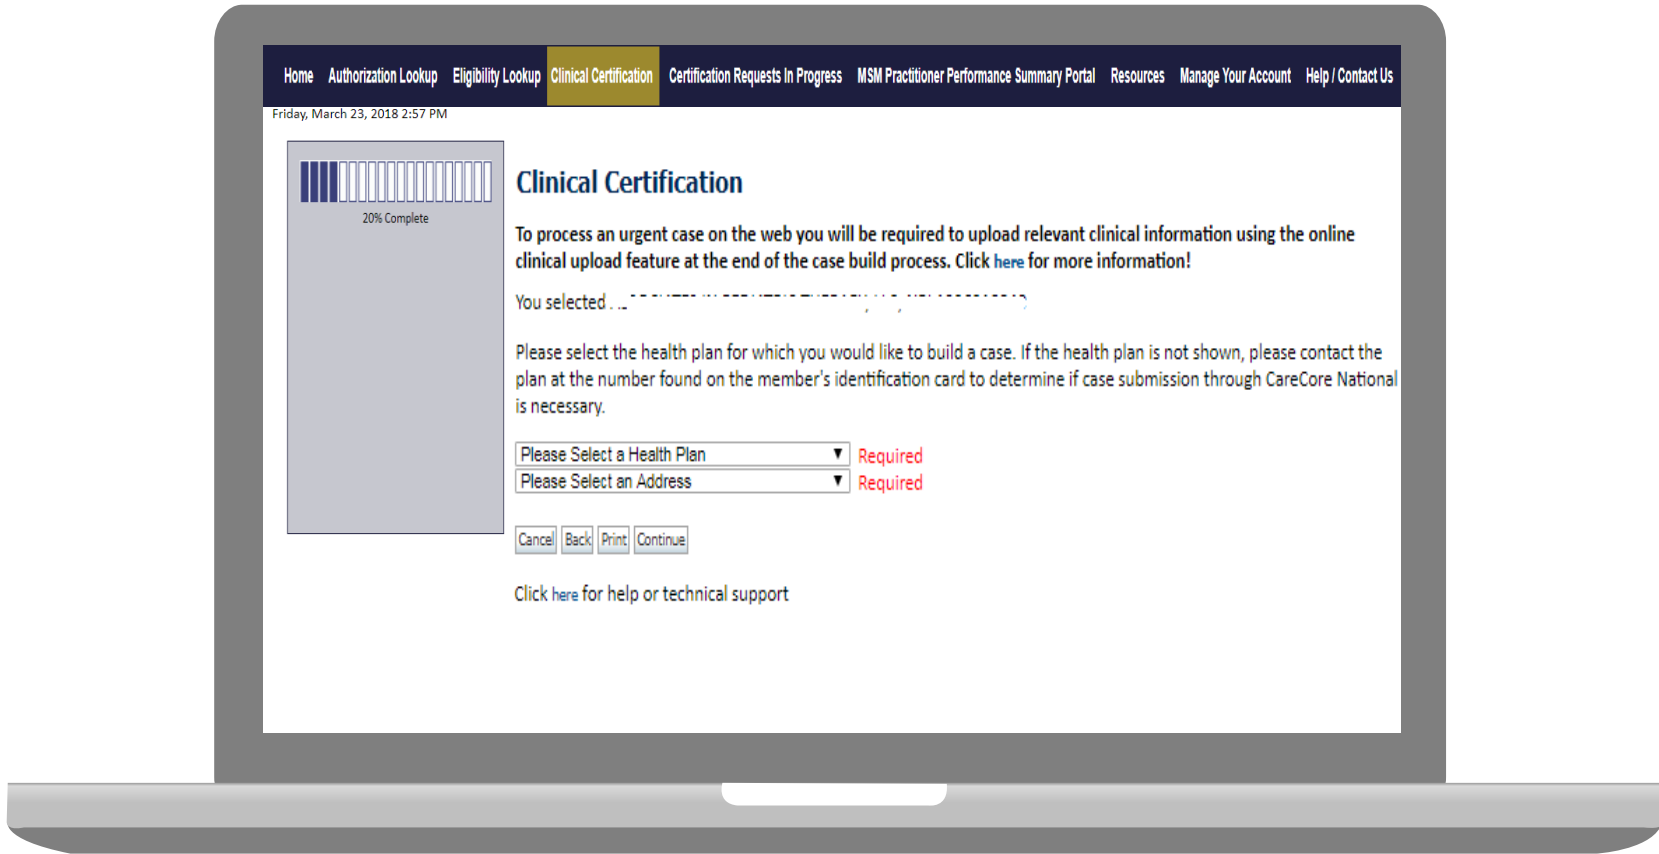 Home Authorization Lookup Eligibility Lookup Clinical Certification Certification Requests In Progress MSM Practitioner Performance Summary Portal Resources Manage Your Account Help / Contact Us
Friday, March 23, 2018 2:57 PM
20% Complete
Clinical Certification
To process an urgent case on the web you will be required to upload relevant clinical information using the online
clinical upload feature at the end of the case build process. Click here for more information!
You selected
Please select the health plan for which you would like to build a case. If the health plan is not shown, please contact the
plan at the number found on the member's identification card to determine if case submission through CareCore National
is necessary.
Please Select a Health Plan Required
Please Select an Address Required
Cancel Back Print Continue
Click here for help or technical support